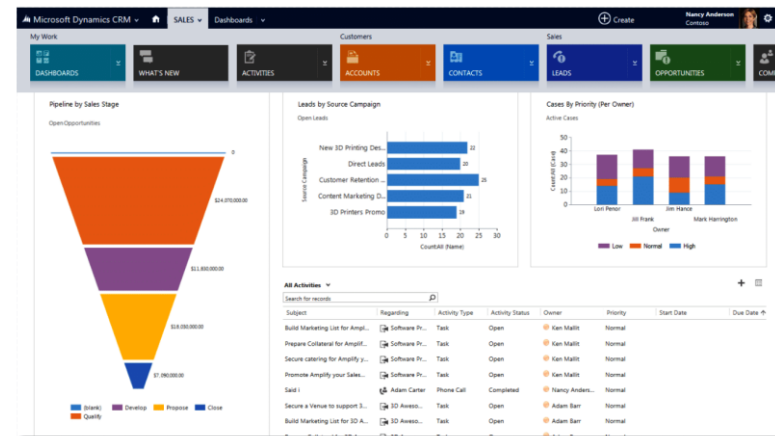 Microsoft Dynamics CRM
SALES
Dashboards
Create
Nancy Anderson
Contoso
My Work
Customers
Sales
DASHBOARDS
WHAT'S NEW
ACTIVITIES
ACCOUNTS
CONTACTS
LEADS
OPPORTUNITIES
COM
Pipeline by Sales Stage
Open Opportunities
0
$24,070,000.00
$18,030,000.00
$7, 090,000.00
(blank) Develop Propose Close
Qualify
Leads by Source Campaign
Open Leads
Source Campaign
New 3D Printing Des... 22
Direct Leads 20
Customer Retention ... 25
Content Marketing D... 21
3D Printers Promo 19
0 5 10 15 20 25 30
CountAll (Name)
Cases By Priority (Per Owner)
Active Cases
CountAll (Case)
50
40
30
20
10
0
Lori Penor Jim Hance
Jill Frank Mark Harrington
Owner
Low Normal High
All Activities
Search for records
Subject Regarding Activity Type Activity Status Owner Priority Start Date Due Date
Build Marketing List for Ampl... Software Pr... Task Open Ken Mallit Normal
Prepare Collateral for Amplif... Software Pr... Task Open Ken Mallit Normal
Secure catering for Amplify y... Software Pr... Task Open Ken Mallit Normal
Promote Amplify your Sales... Software Pr... Task Open Ken Mallit Normal
Said i Adam Carter Phone Call Completed Nancy Anders... Normal
Secure a Venue to support 3... 3D Aweso... Task Open Adam Barr Normal
Build Marketing List for 3D A... 3D Aweso... Task Open Adam Barr Normal